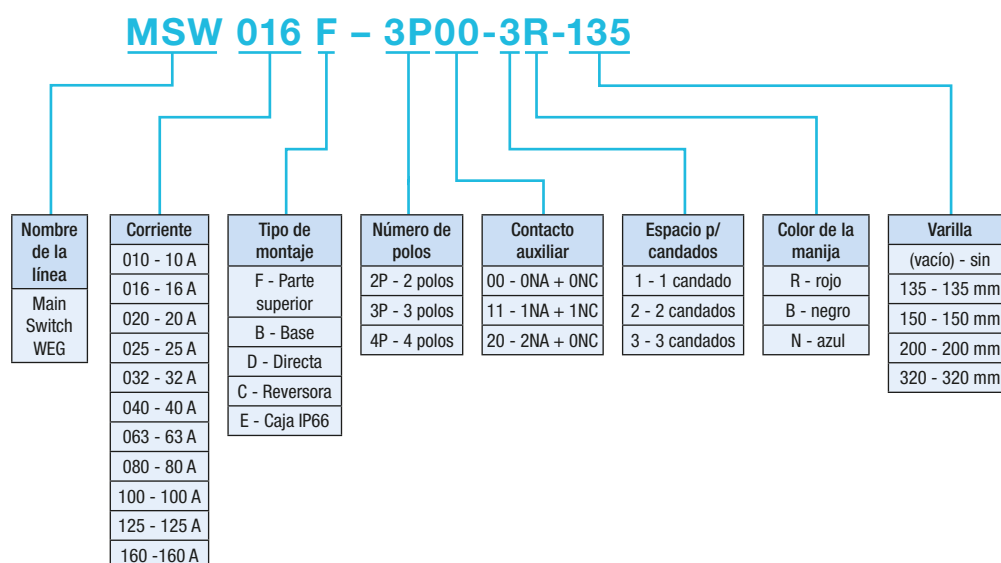 MSW 016 F – 3P00-3R-135
Nombre
de la
línea
Main
Switch
WEG
Corriente
010 - 10 A
016 - 16 A
020 - 20 A
025 - 25 A
032 - 32 A
040 - 40 A
063 - 63 A
080 - 80 A
100 - 100 A
125 - 125 A
160 -160 A
Tipo de
montaje
F - Parte
superior
B - Base
D - Directa
C - Reversora
E - Caja IP66
Número de
polos
2P - 2 polos
3P - 3 polos
4P - 4 polos
Contacto
auxiliar
00 - 0NA + 0NC
11 - 1NA + 1NC
20 - 2NA + 0NC
Espacio p/
candados
1 - 1 candado
2 - 2 candados
3 - 3 candados
Color de la
manija
R - rojo
B - negro
N - azul
Varilla
(vacío) - sin
135 - 135 mm
150 - 150 mm
200 - 200 mm
320 - 320 mm